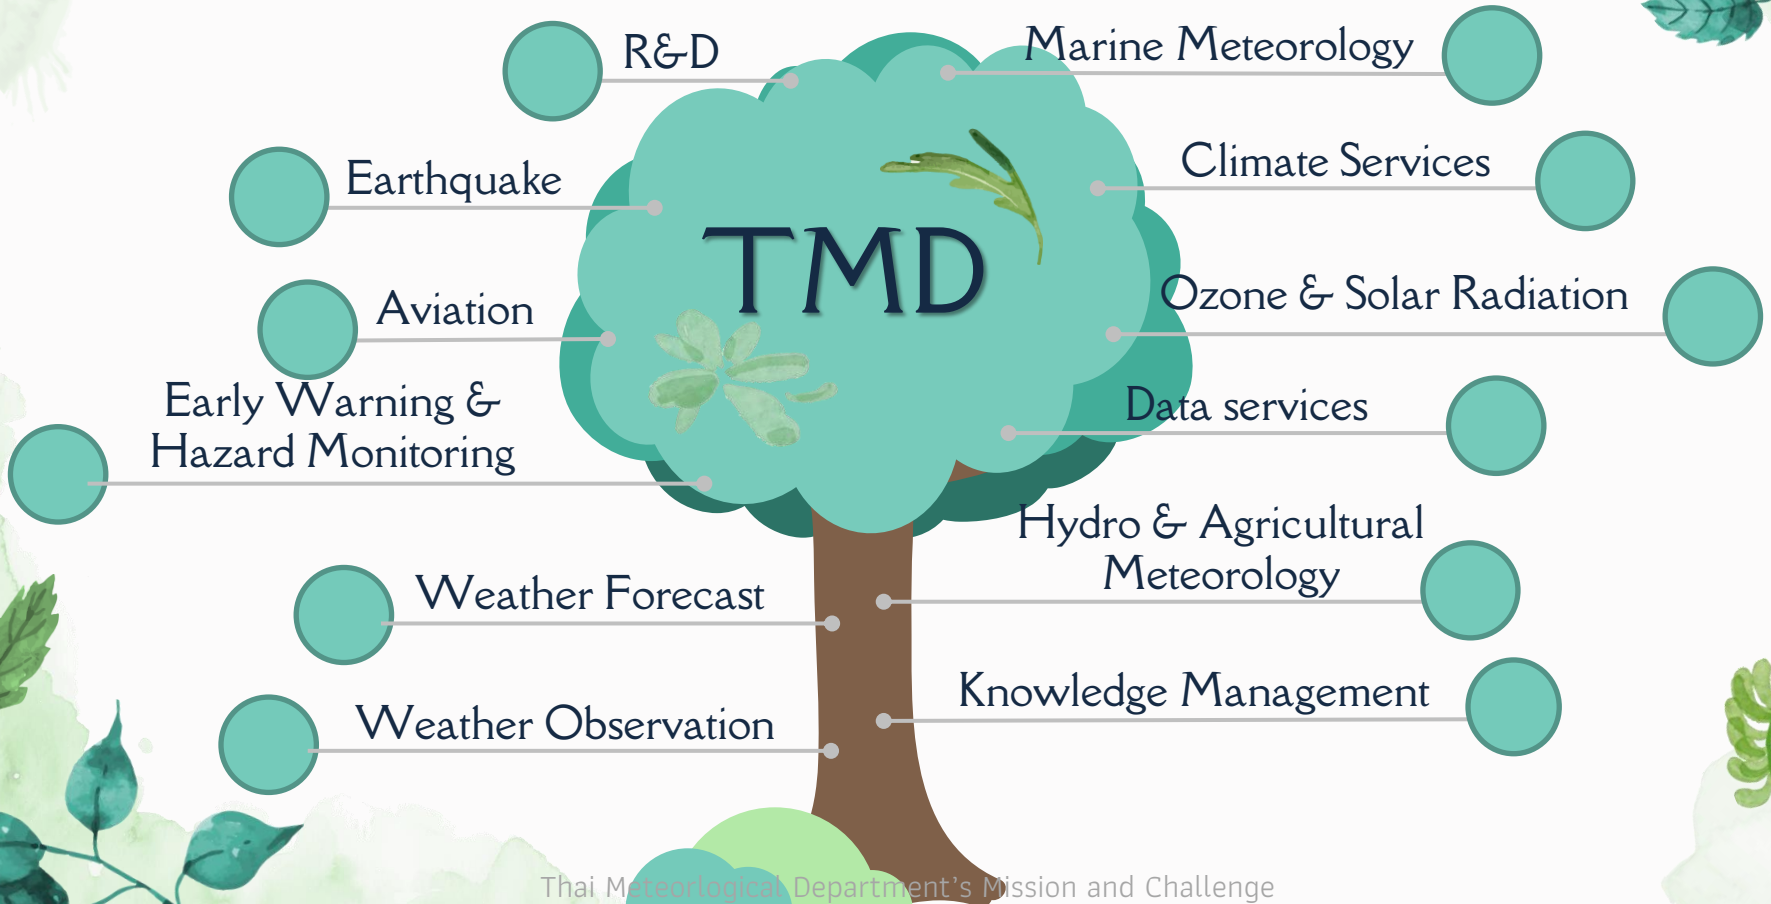 R&D
Marine Meteorology
Earthquake
Climate Services
TMD
Aviation
Ozone & Solar Radiation
Early Warning &
Hazard Monitoring
Data services
Hydro & Agricultural
Meteorology
Weather Forecast
Knowledge Management
Weather Observation
Thai Meteorlogical Department’s Mission and Challenge